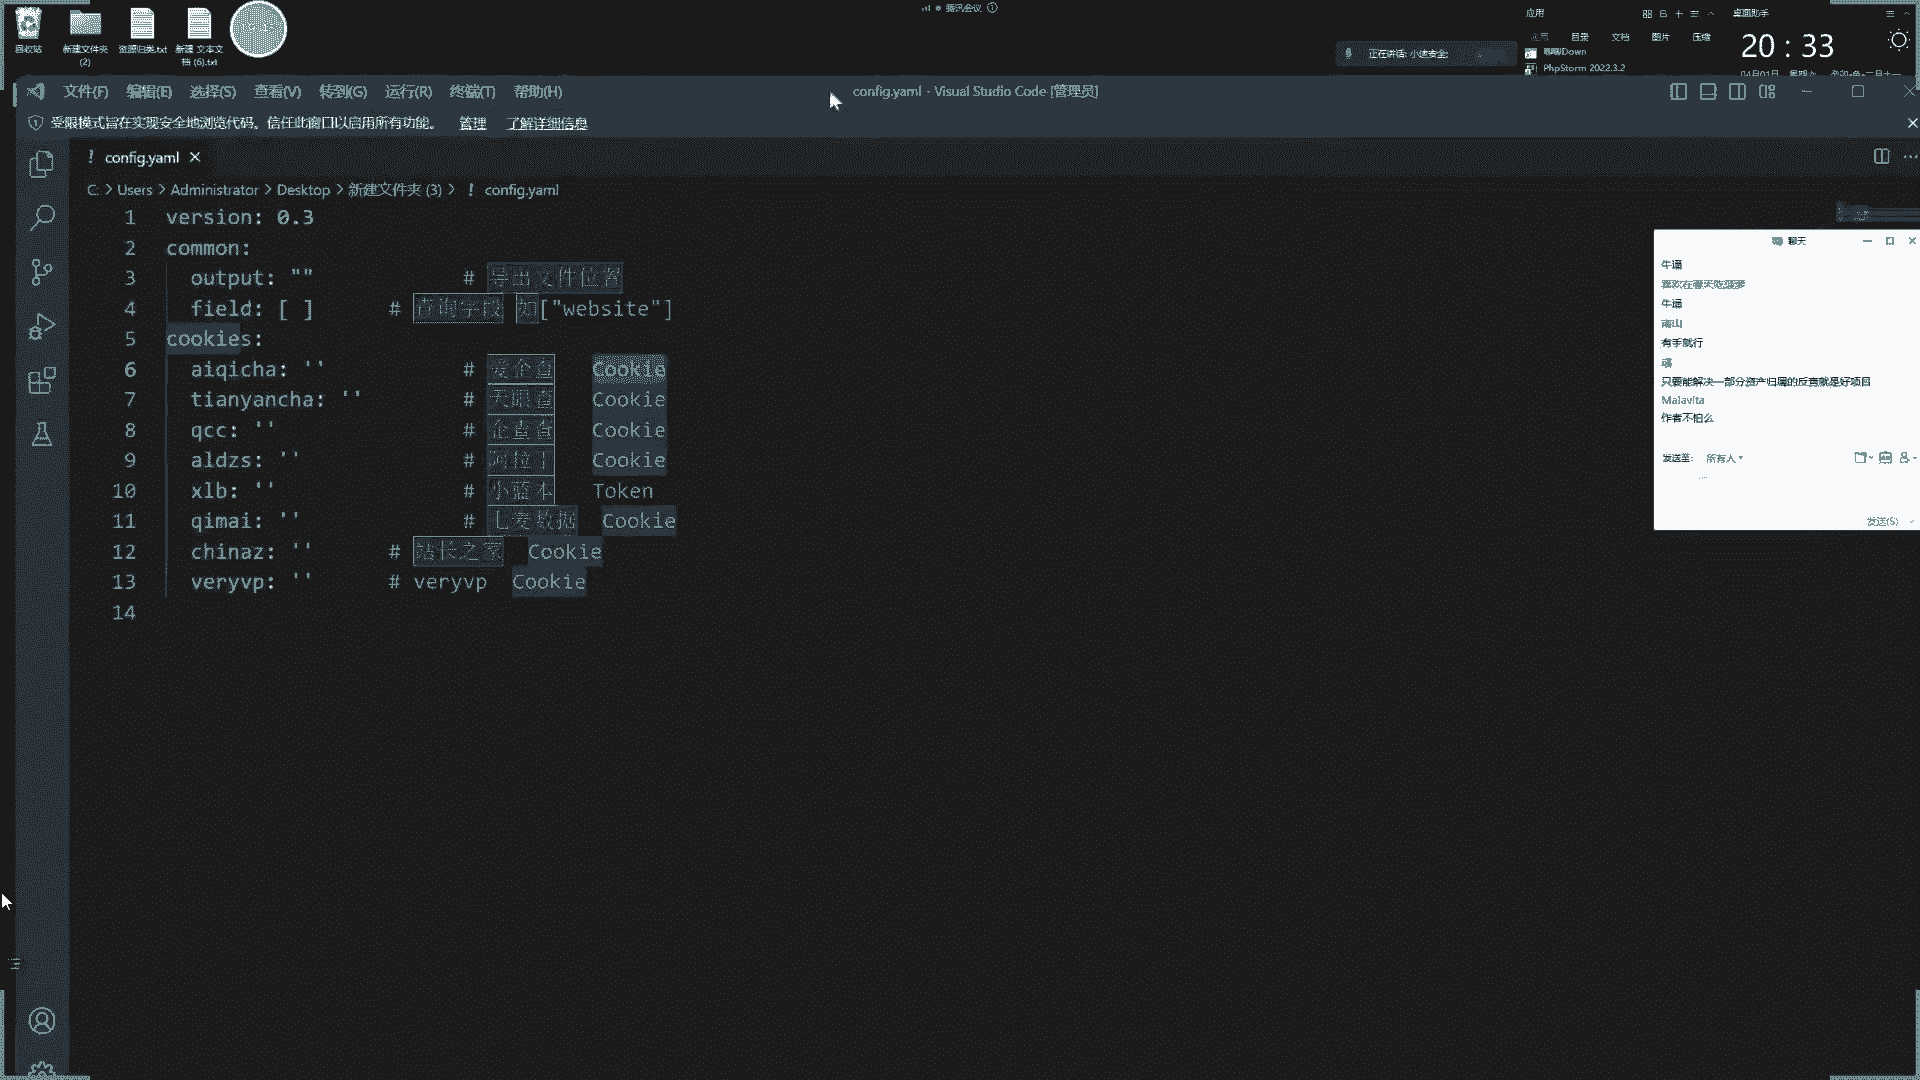 腾讯会议
回收站
新建文件夹
(2)
资源归类.txt
新建 文本文
档 (6).txt
正在讲话: 小迪安全;
应用
桌面助手
目录
文档
图片
压缩
唧唧Down
PhpStorm 2022.3.2
20 : 33
文件(F) 编辑(E) 选择(S) 查看(V) 转到(G) 运行(R) 终端(T) 帮助(H)
config.yaml - Visual Studio Code [管理员]
受限模式旨在实现安全地浏览代码。信任此窗口以启用所有功能。 管理 了解详细信息
! config.yaml
C: > Users > Administrator > Desktop > 新建文件夹 (3) > ! config.yaml
1 version: 0.3
2 common:
3 output: "" # 导出文件位置
4 field: [ ] # 查询字段 如["website"]
5 cookies:
6 aiqicha: '' # 爱企查 Cookie
7 tianyancha: '' # 天眼查 Cookie
8 qcc: '' # 企查查 Cookie
9 aldzs: '' # 阿拉丁 Cookie
10 xlb: '' # 小蓝本 Token
11 qimai: '' # 七麦数据 Cookie
12 chinaz: '' # 站长之家 Cookie
13 veryvp: '' # veryvp Cookie
14
聊天
牛逼
喜欢在春天吃菠萝
牛逼
南山
有手就行
只要能解决一部分资产归属的反查就是好项目
Malavita
作者不怕么
发送至: 所有人
发送(S)